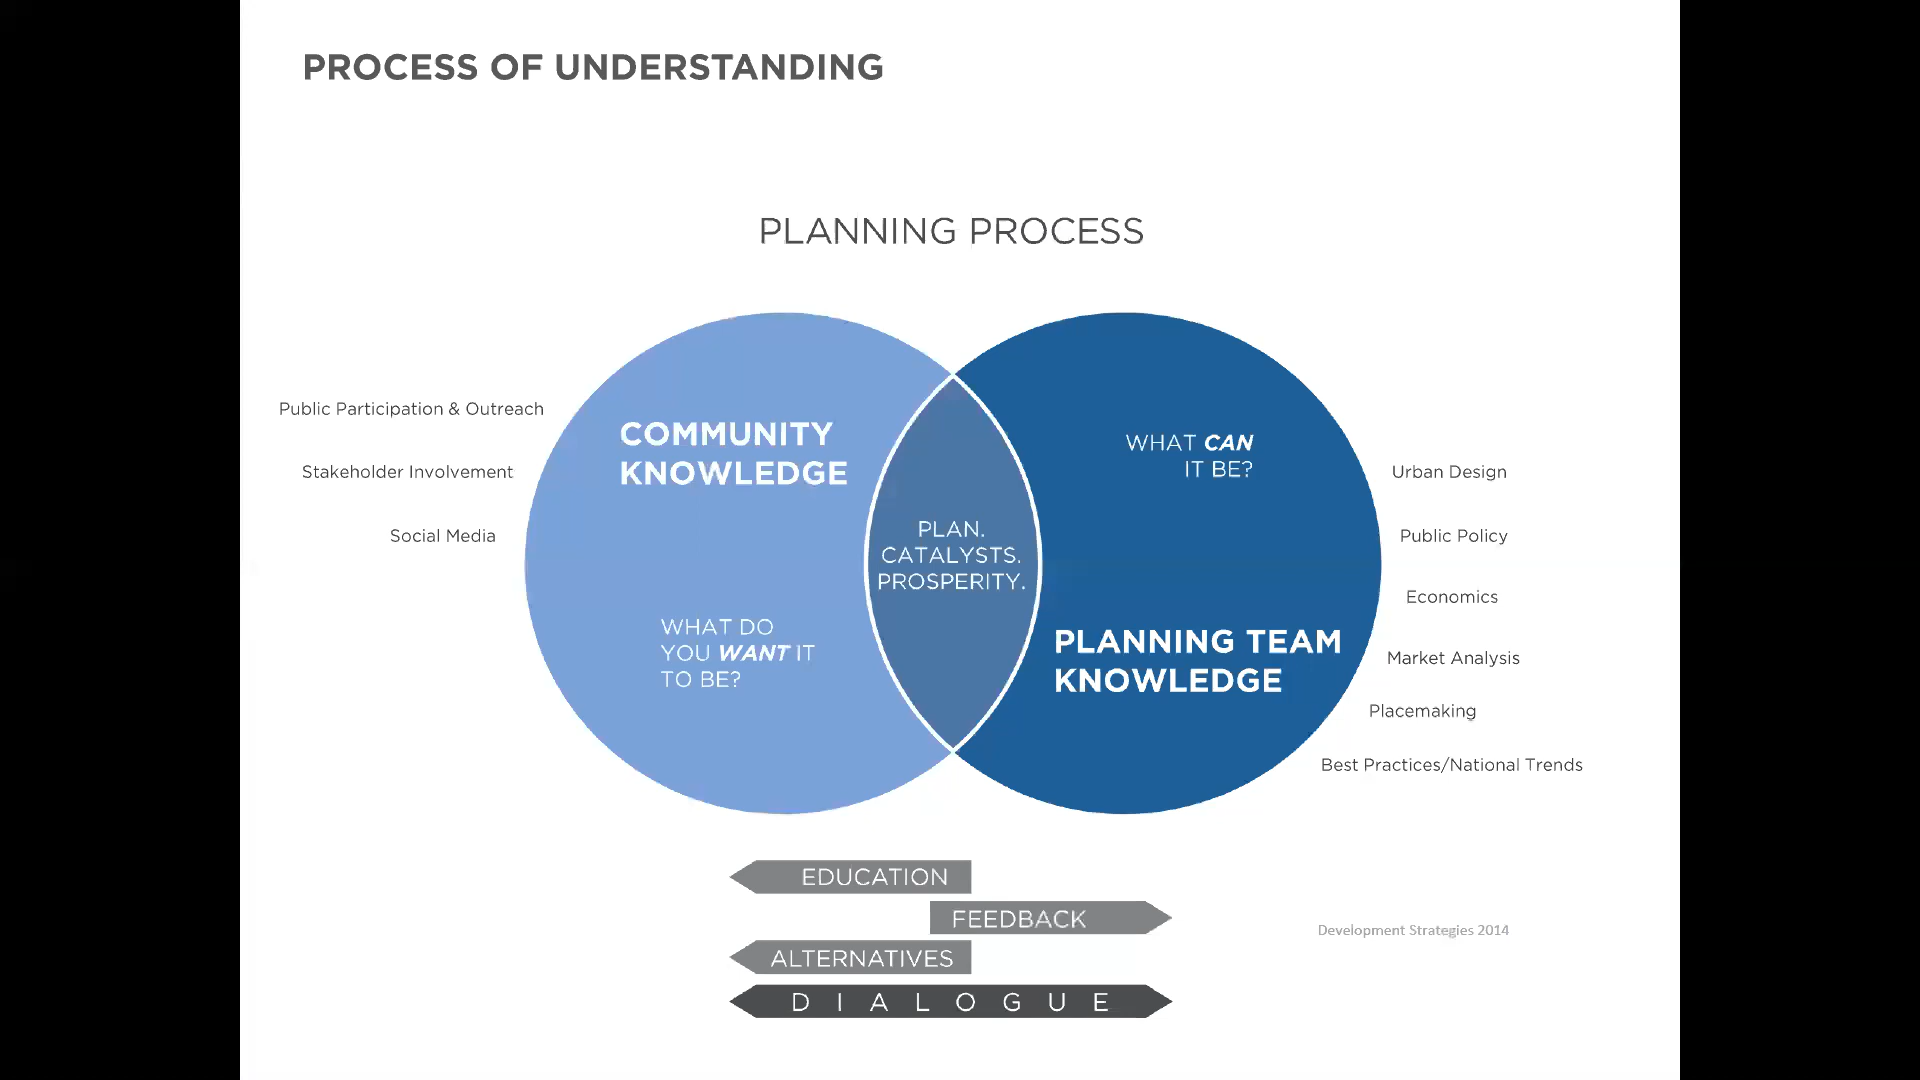 PROCESS OF UNDERSTANDING
PLANNING PROCESS
Public Participation & Outreach
Stakeholder Involvement
Social Media
COMMUNITY
KNOWLEDGE
WHAT DO
YOU WANT IT
TO BE?
PLAN.
CATALYSTS.
PROSPERITY.
WHAT CAN
IT BE?
PLANNING TEAM
KNOWLEDGE
Urban Design
Public Policy
Economics
Market Analysis
Placemaking
Best Practices/National Trends
EDUCATION
FEEDBACK
ALTERNATIVES
DIALOGUE
Development Strategies 2014